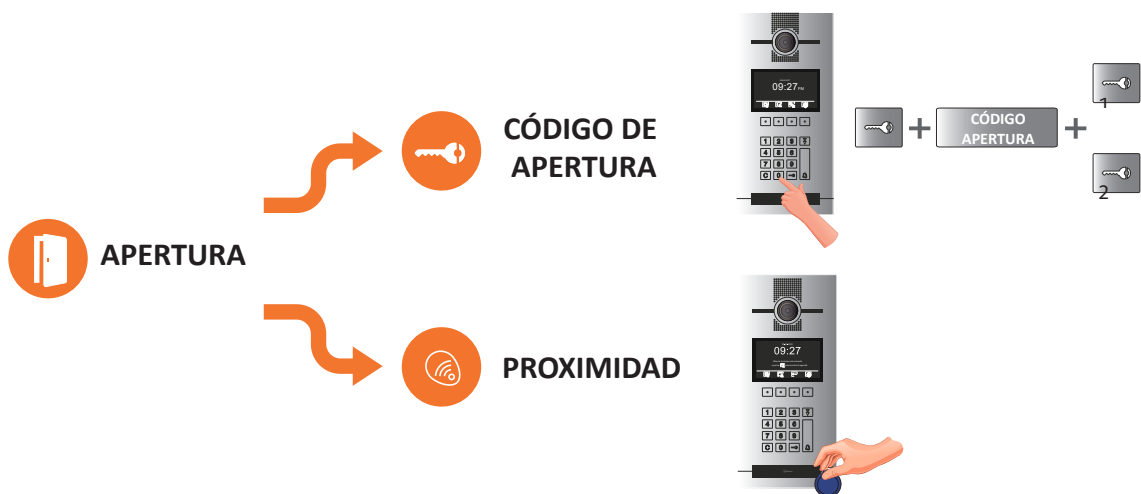 APERTURA
CÓDIGO DE
APERTURA
09:27 PM
1 2 3
4 5 6
7 8 9
C 0
CÓDIGO
APERTURA
1
2
PROXIMIDAD
09:27
1 2 3
4 5 6
7 8 9
C 0